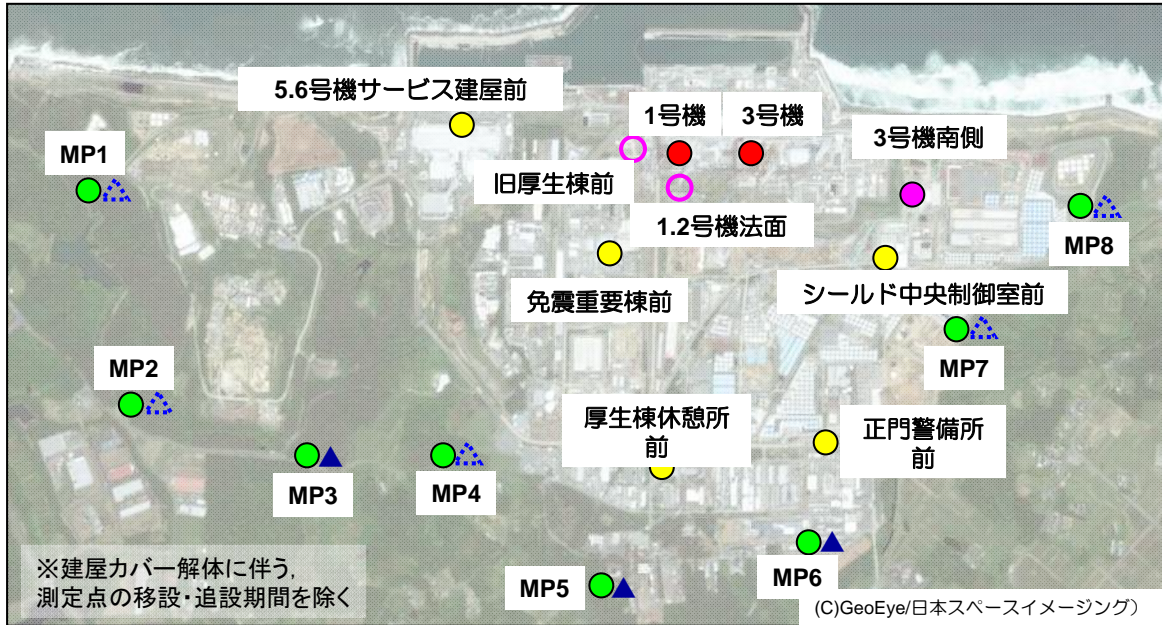 5.6号機サービス建屋前
1号機
3号機
3号機南側
MP1
旧厚生棟前
1.2号機法面
MP8
免震重要棟前
シールド中央制御室前
MP7
MP2
厚生棟休憩所
前
正門警備所
前
MP3
MP4
MP6
MP5
※建屋カバー解体に伴う,
測定点の移設・追設期間を除く
(C)GeoEye/日本スペースイメージング）